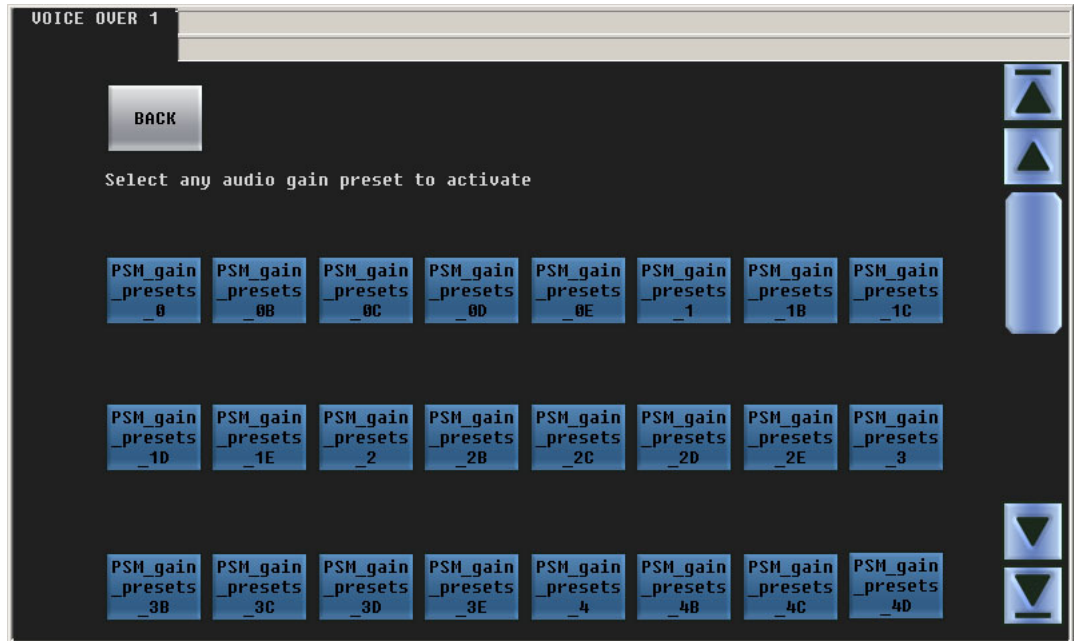 VOICE OVER 1
BACK
Select any audio gain preset to activate
PSM_gain PSM_gain PSM_gain PSM_gain PSM_gain PSM_gain PSM_gain PSM_gain
_presets _presets _presets _presets _presets _presets _presets _presets
_0 _0B _0C _0D _0E _1 _1B _1C
PSM_gain PSM_gain PSM_gain PSM_gain PSM_gain PSM_gain PSM_gain PSM_gain
_presets _presets _presets _presets _presets _presets _presets _presets
_1D _1E _2 _2B _2C _2D _2E _3
PSM_gain PSM_gain PSM_gain PSM_gain PSM_gain PSM_gain PSM_gain PSM_gain
_presets _presets _presets _presets _presets _presets _presets _presets
_3B _3C _3D _3E _4 _4B _4C _4D